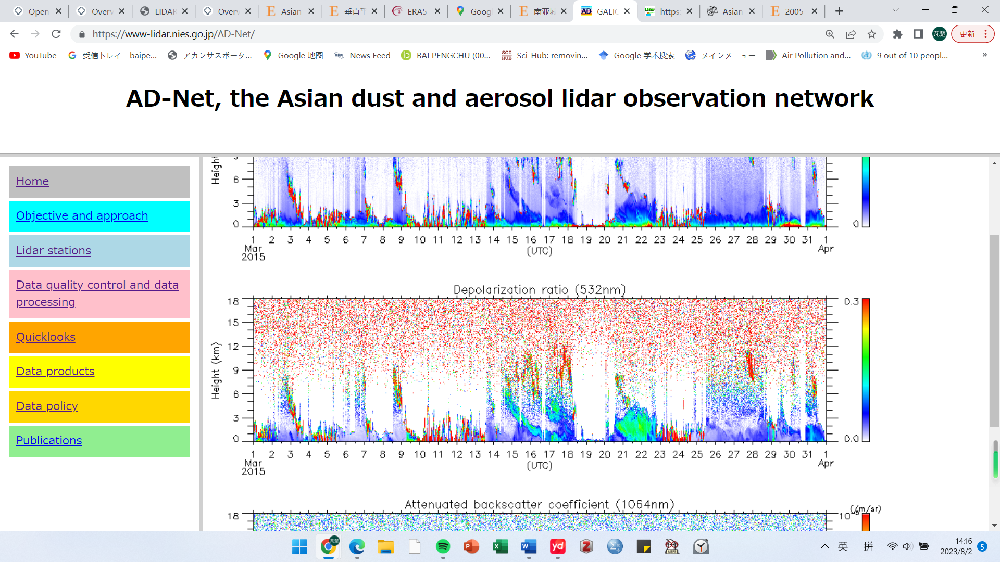 Open
Overv
LIDAR
Overv
Asian
垂直平
ERA5
Goog
南亚城
AD GALIO
https:
Asian
2005-
https://www-lidar.nies.go.jp/AD-Net/
芃楚
更新
YouTube
受信トレイ - baipe...
アカンサスポータ...
Google 地图
MDPI News Feed
iD BAI PENGCHU (00...
SCI HUB Sci-Hub: removin...
Google 学术搜索
メインメニュー
Air Pollution and...
9 out of 10 peopl...
»
AD-Net, the Asian dust and aerosol lidar observation network
Home
Objective and approach
Lidar stations
Data quality control and data
processing
Quicklooks
Data products
Data policy
Publications
Height
6
3
0
0
1 2 3 4 5 6 7 8 9 10 11 12 13 14 15 16 17 18 19 20 21 22 23 24 25 26 27 28 29 30 31 1
Mar (UTC) Apr
2015
Depolarization ratio (532nm)
18
15
12
9
6
3
0
Height (km)
0.3
0.0
1 2 3 4 5 6 7 8 9 10 11 12 13 14 15 16 17 18 19 20 21 22 23 24 25 26 27 28 29 30 31 1
Mar (UTC) Apr
2015
Attenuated backscatter coefficient (1064nm)
(/m/sr)
18
10-5
英
拼
14:16
2023/8/2
5